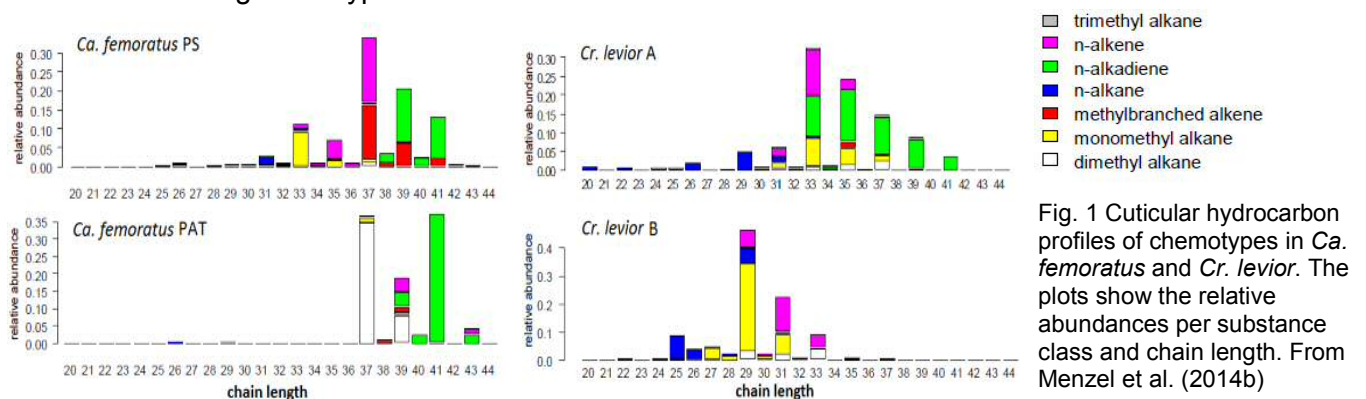 Ca. femoratus PS
relative abundance
0.30
0.25
0.20
0.15
0.10
0.05
0.00
20 21 22 23 24 25 26 27 28 29 30 31 32 33 34 35 36 37 38 39 40 41 42 43 44
Cr. levior A
relative abundance
0.30
0.25
0.20
0.15
0.10
0.05
0.00
20 21 22 23 24 25 26 27 28 29 30 31 32 33 34 35 36 37 38 39 40 41 42 43 44
Ca. femoratus PAT
relative abundance
0.35
0.30
0.25
0.20
0.15
0.10
0.05
0.00
20 21 22 23 24 25 26 27 28 29 30 31 32 33 34 35 36 37 38 39 40 41 42 43 44
chain length
Cr. levior B
relative abundance
0.4
0.3
0.2
0.1
0.0
20 21 22 23 24 25 26 27 28 29 30 31 32 33 34 35 36 37 38 39 40 41 42 43 44
chain length
trimethyl alkane
n-alkene
n-alkadiene
n-alkane
methylbranched alkene
monomethyl alkane
dimethyl alkane
Fig. 1 Cuticular hydrocarbon
profiles of chemotypes in Ca.
femoratus and Cr. levior. The
plots show the relative
abundances per substance
class and chain length. From
Menzel et al. (2014b)